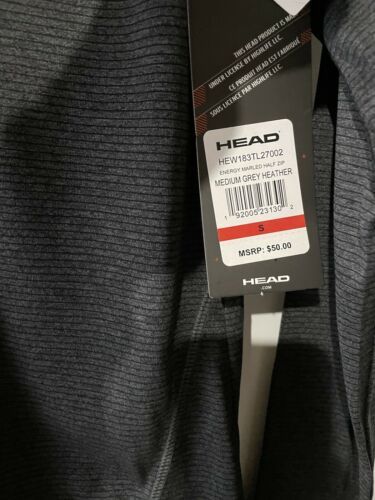 THIS HEAD PRODUCT IS MADE
UNDER LICENSE BY HIGHLIFE LLC.
CE PRODUIT HEAD EST FABRIQUÉ
SOUS LICENCE PAR HIGHLIFE LLC.
HEAD
HEW183TL27002
ENERGY MARLED HALF ZIP
MEDIUM GREY HEATHER
1 92005 23130 2
S
MSRP: $50.00
HEAD
.COM